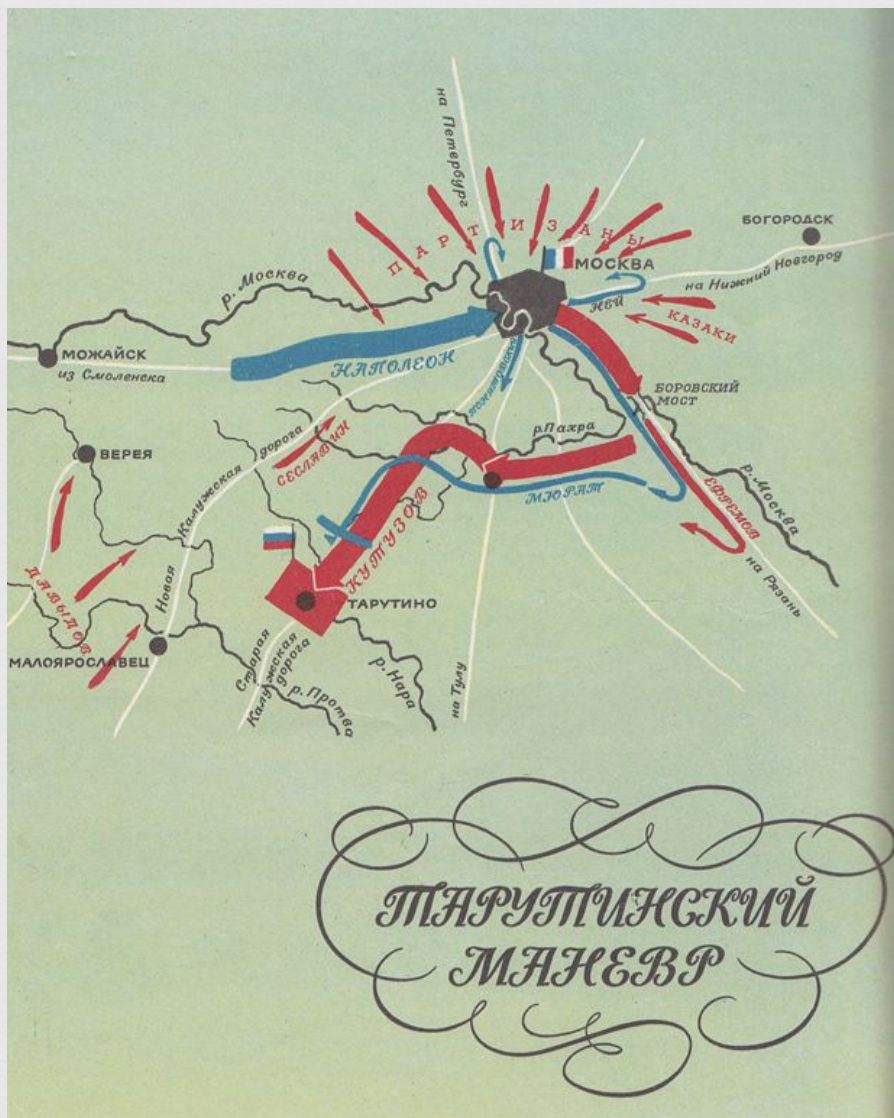 на Петербург
ПАРТИЗАНЫ
БОГОРОДСК
МОСКВА
на Нижний Новгород
р. Москва
НЕЙ
КАЗАКИ
МОЖАЙСК
из Смоленска
НАПОЛЕОН
ПОНЯТОВСКИЙ
БОРОВСКИЙ
МОСТ
ВЕРЕЯ
Калужская дорога
Новая
СЕСЛАВИН
р. Пахра
МЮРАТ
ЕФРЕМОВ
р. Москва
на Рязань
КУТУЗОВ
ДАВЫДОВ
ТАРУТИНО
МАЛОЯРОСЛАВЕЦ
Старая
Калужская
дорога
р. Протва
р. Нара
на Тулу
ТАРУТИНСКИЙ
МАНЕВР